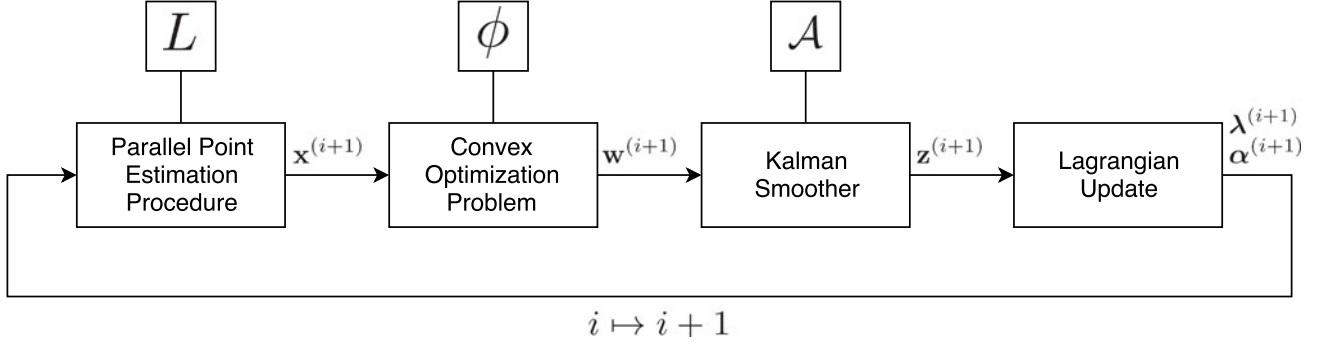 L
ϕ
𝒜
Parallel Point
Estimation
Procedure
x^(i+1)
Convex
Optimization
Problem
w^(i+1)
Kalman
Smoother
z^(i+1)
Lagrangian
Update
λ^(i+1)
α^(i+1)
i ↦ i + 1